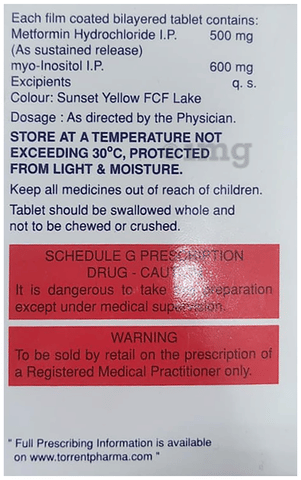 Each film coated bilayered tablet contains:
Metformin Hydrochloride I.P. 500 mg
(As sustained release)
myo-Inositol I.P. 600 mg
Excipients q. s.
Colour: Sunset Yellow FCF Lake
Dosage : As directed by the Physician.
STORE AT A TEMPERATURE NOT
EXCEEDING 30°C, PROTECTED
FROM LIGHT & MOISTURE.
Keep all medicines out of reach of children.
Tablet should be swallowed whole and
not to be chewed or crushed.
SCHEDULE G PRESCRIPTION
DRUG -
It is dangerous to take preparation
except under medical supervision.
WARNING
To be sold by retail on the prescription of
a Registered Medical Practitioner only.
" Full Prescribing Information is available
on www.torrentpharma.com "